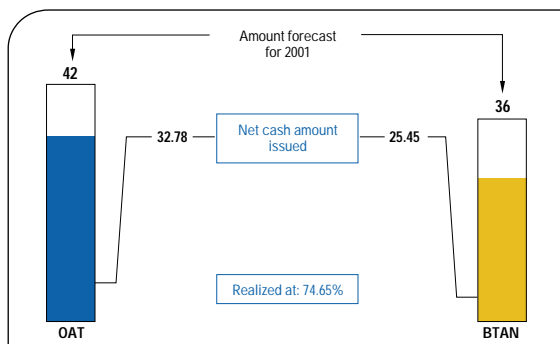 Amount forecast
for 2001
42
36
32.78
Net cash amount
issued
25.45
Realized at: 74.65%
OAT
BTAN